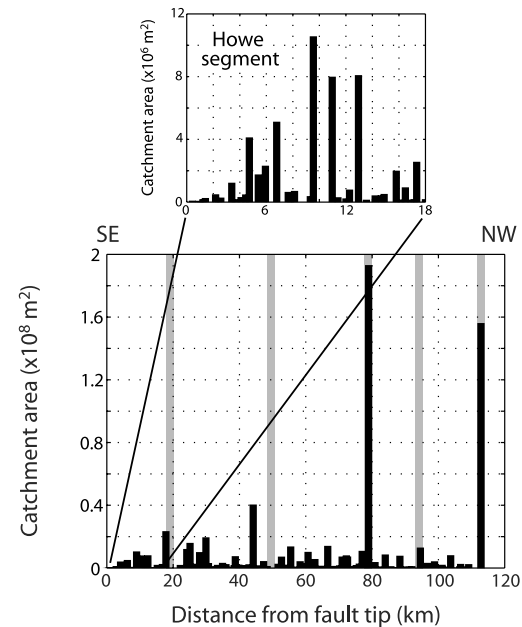 12
8
4
0
Catchment area (x10⁶ m²)
Howe
segment
0 6 12 18
SE NW
2
1.6
1.2
0.8
0.4
0
Catchment area (x10⁸ m²)
0 20 40 60 80 100 120
Distance from fault tip (km)